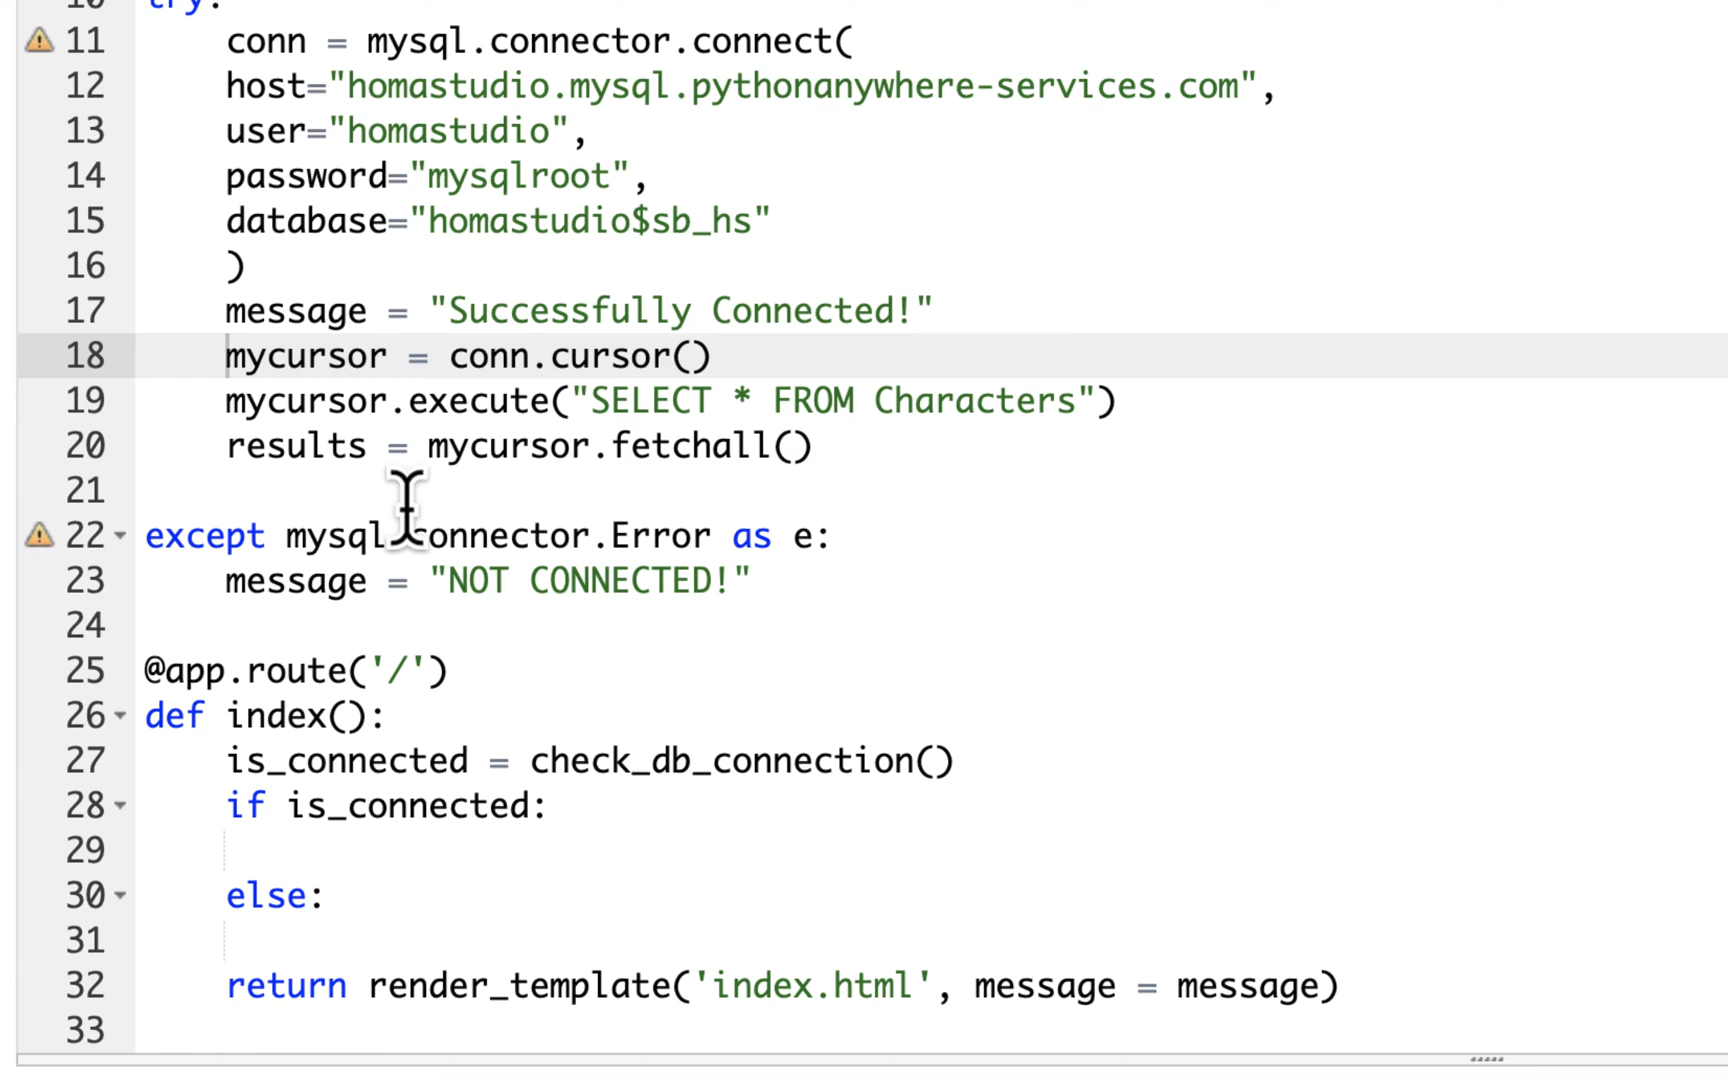 10 try:
11 conn = mysql.connector.connect(
12 host="homastudio.mysql.pythonanywhere-services.com",
13 user="homastudio",
14 password="mysqlroot",
15 database="homastudio$sb_hs"
16 )
17 message = "Successfully Connected!"
18 mycursor = conn.cursor()
19 mycursor.execute("SELECT * FROM Characters")
20 results = mycursor.fetchall()
21
22 except mysql.connector.Error as e:
23 message = "NOT CONNECTED!"
24
25 @app.route('/')
26 def index():
27 is_connected = check_db_connection()
28 if is_connected:
29
30 else:
31
32 return render_template('index.html', message = message)
33